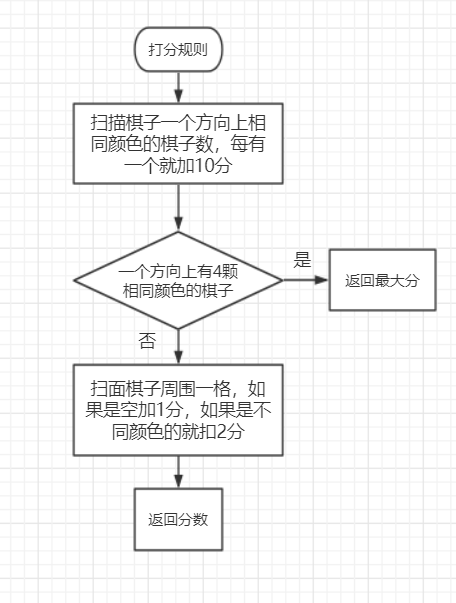 打分规则
扫描棋子一个方向上相
同颜色的棋子数，每有
一个就加10分
一个方向上有4颗
相同颜色的棋子
是
返回最大分
否
扫面棋子周围一格，如
果是空加1分，如果是不
同颜色的就扣2分
返回分数